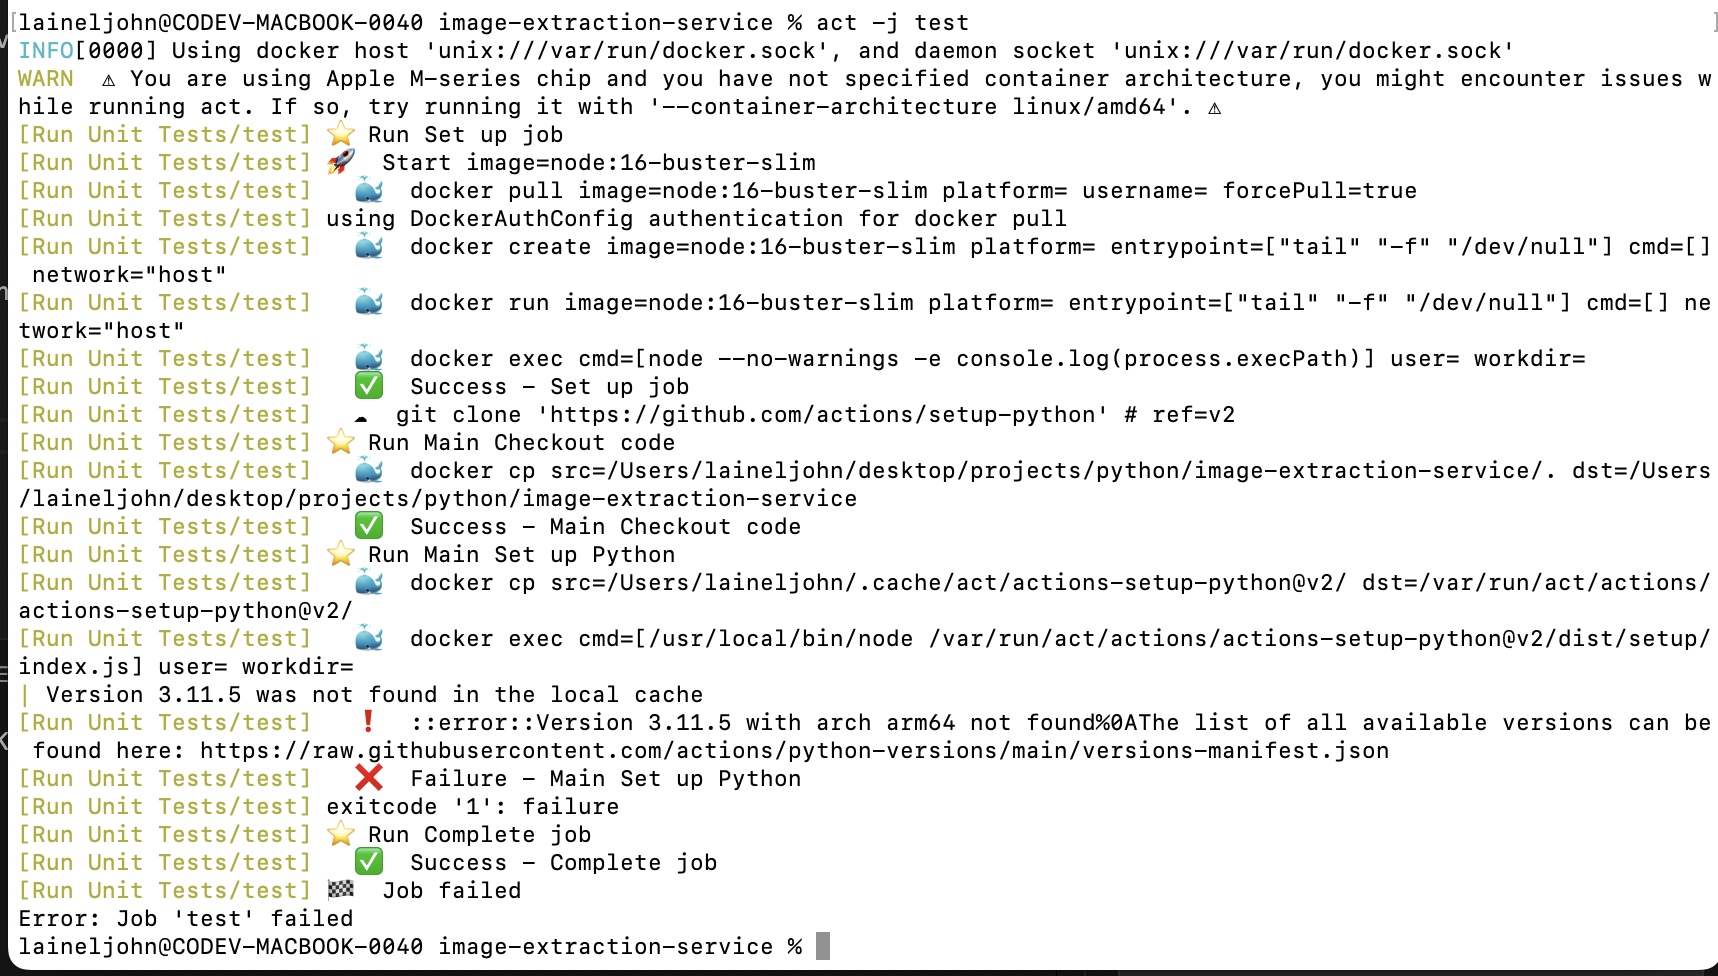 [laineljohn@CODEV-MACBOOK-0040 image-extraction-service % act -j test ]
INFO[0000] Using docker host 'unix:///var/run/docker.sock', and daemon socket 'unix:///var/run/docker.sock'
WARN  ⚠ You are using Apple M-series chip and you have not specified container architecture, you might encounter issues w
hile running act. If so, try running it with '--container-architecture linux/amd64'. ⚠
[Run Unit Tests/test] ⭐ Run Set up job
[Run Unit Tests/test] 🚀  Start image=node:16-buster-slim
[Run Unit Tests/test]   🐳  docker pull image=node:16-buster-slim platform= username= forcePull=true
[Run Unit Tests/test] using DockerAuthConfig authentication for docker pull
[Run Unit Tests/test]   🐳  docker create image=node:16-buster-slim platform= entrypoint=["tail" "-f" "/dev/null"] cmd=[]
 network="host"
[Run Unit Tests/test]   🐳  docker run image=node:16-buster-slim platform= entrypoint=["tail" "-f" "/dev/null"] cmd=[] ne
twork="host"
[Run Unit Tests/test]   🐳  docker exec cmd=[node --no-warnings -e console.log(process.execPath)] user= workdir=
[Run Unit Tests/test]   ✅  Success - Set up job
[Run Unit Tests/test]   ☁  git clone 'https://github.com/actions/setup-python' # ref=v2
[Run Unit Tests/test] ⭐ Run Main Checkout code
[Run Unit Tests/test]   🐳  docker cp src=/Users/laineljohn/desktop/projects/python/image-extraction-service/. dst=/Users
/laineljohn/desktop/projects/python/image-extraction-service
[Run Unit Tests/test]   ✅  Success - Main Checkout code
[Run Unit Tests/test] ⭐ Run Main Set up Python
[Run Unit Tests/test]   🐳  docker cp src=/Users/laineljohn/.cache/act/actions-setup-python@v2/ dst=/var/run/act/actions/
actions-setup-python@v2/
[Run Unit Tests/test]   🐳  docker exec cmd=[/usr/local/bin/node /var/run/act/actions/actions-setup-python@v2/dist/setup/
index.js] user= workdir=
| Version 3.11.5 was not found in the local cache
[Run Unit Tests/test]   ❗  ::error::Version 3.11.5 with arch arm64 not found%0AThe list of all available versions can be
 found here: https://raw.githubusercontent.com/actions/python-versions/main/versions-manifest.json
[Run Unit Tests/test]   ❌  Failure - Main Set up Python
[Run Unit Tests/test] exitcode '1': failure
[Run Unit Tests/test] ⭐ Run Complete job
[Run Unit Tests/test]   ✅  Success - Complete job
[Run Unit Tests/test] 🏁  Job failed
Error: Job 'test' failed
laineljohn@CODEV-MACBOOK-0040 image-extraction-service %